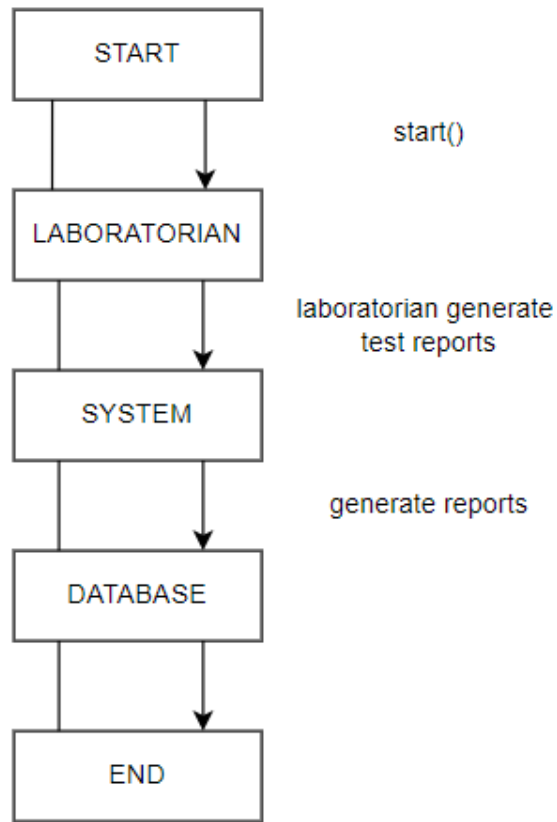 START
start()
LABORATORIAN
laboratorian generate
test reports
SYSTEM
generate reports
DATABASE
END